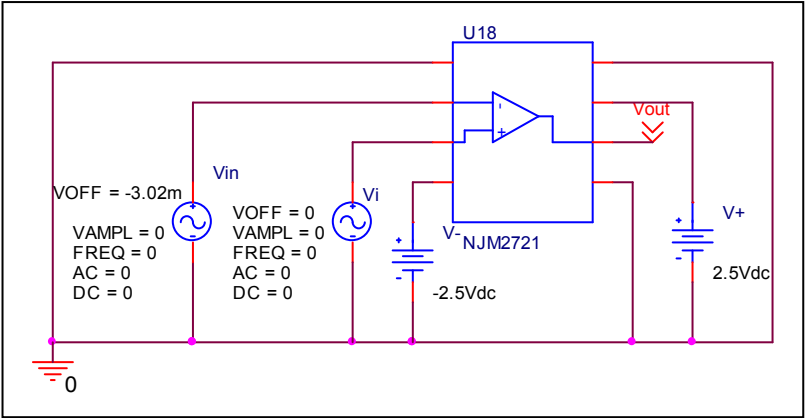 U18
-
+
Vout
Vin
VOFF = -3.02m
VAMPL = 0
FREQ = 0
AC = 0
DC = 0
+
-
Vi
VOFF = 0
VAMPL = 0
FREQ = 0
AC = 0
DC = 0
+
-
V-
NJM2721
+
-
-2.5Vdc
V+
+
-
2.5Vdc
0